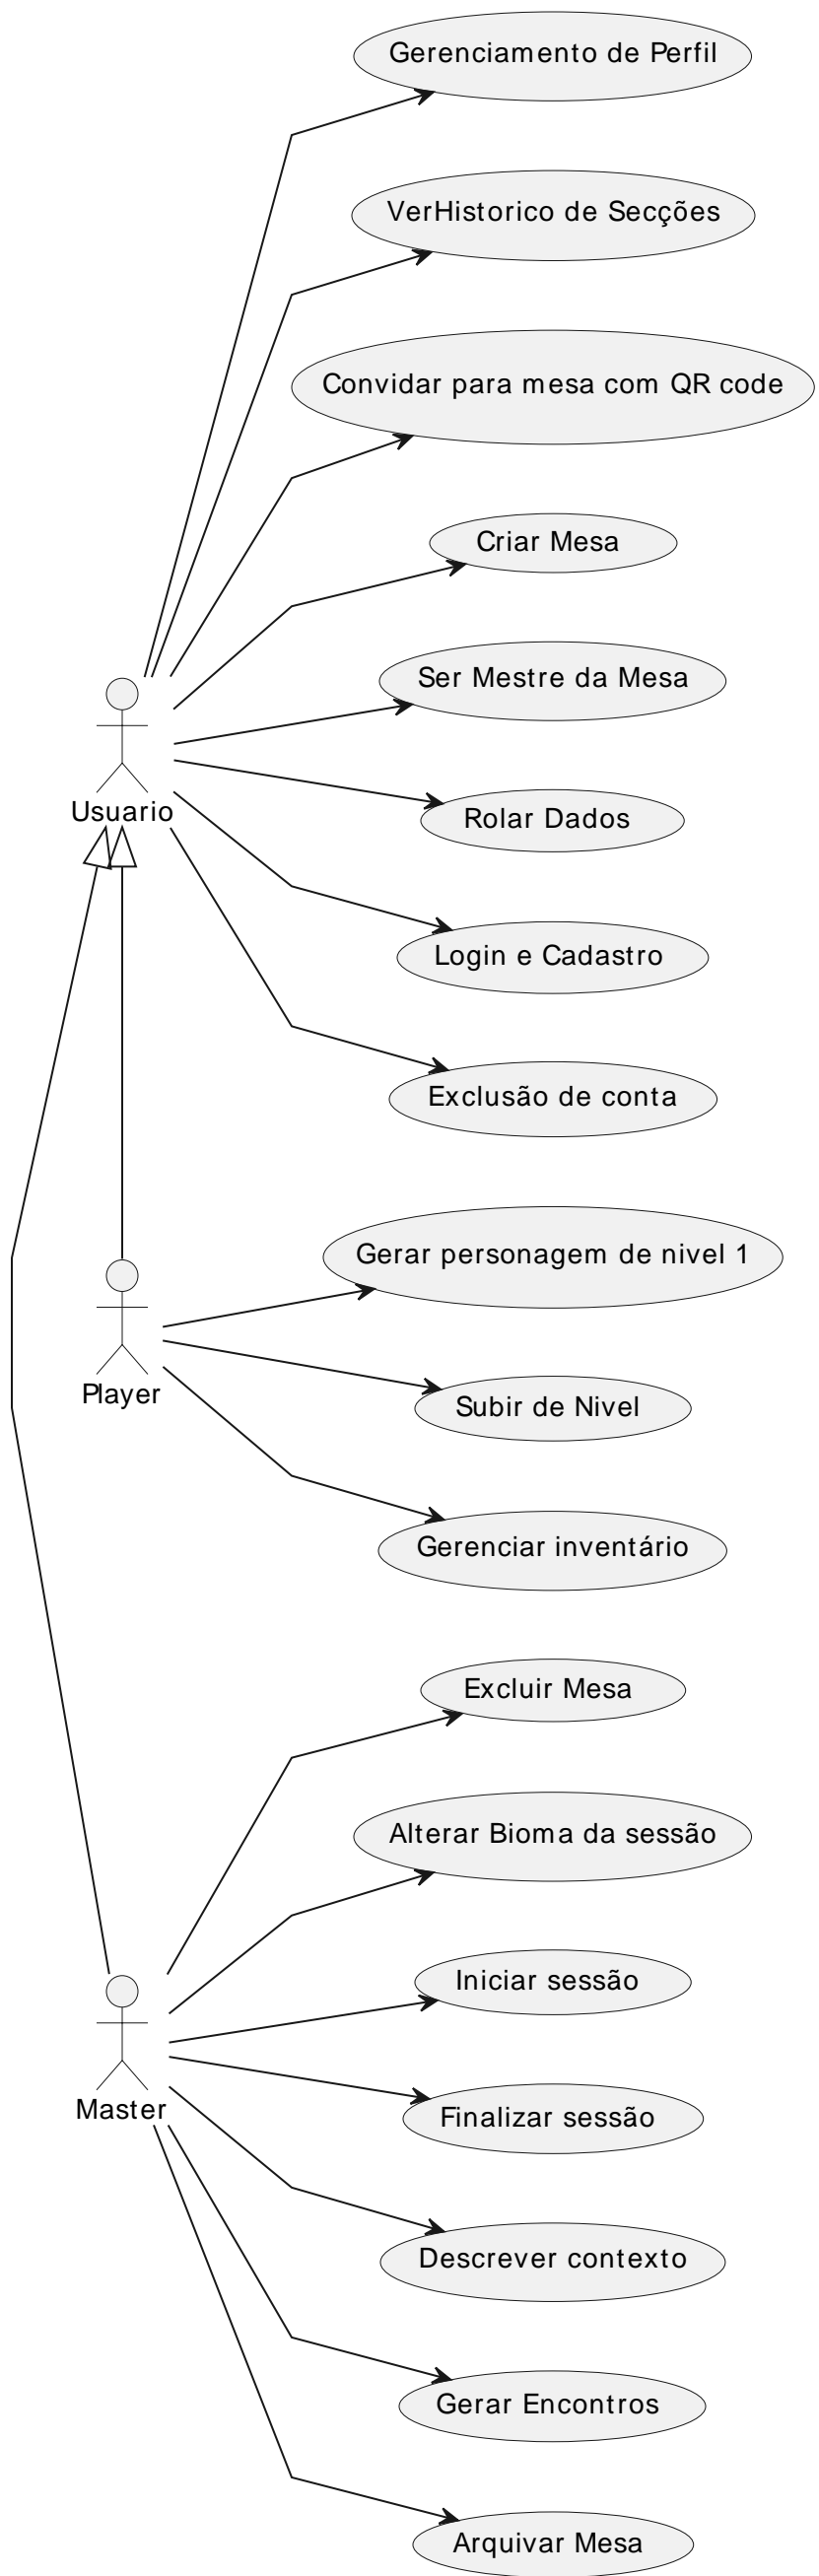 Gerenciamento de Perfil
VerHistorico de Secções
Convidar para mesa com QR code
Criar Mesa
Ser Mestre da Mesa
Usuario
Rolar Dados
Login e Cadastro
Exclusão de conta
Gerar personagem de nivel 1
Player
Subir de Nivel
Gerenciar inventário
Excluir Mesa
Alterar Bioma da sessão
Iniciar sessão
Master
Finalizar sessão
Descrever contexto
Gerar Encontros
Arquivar Mesa